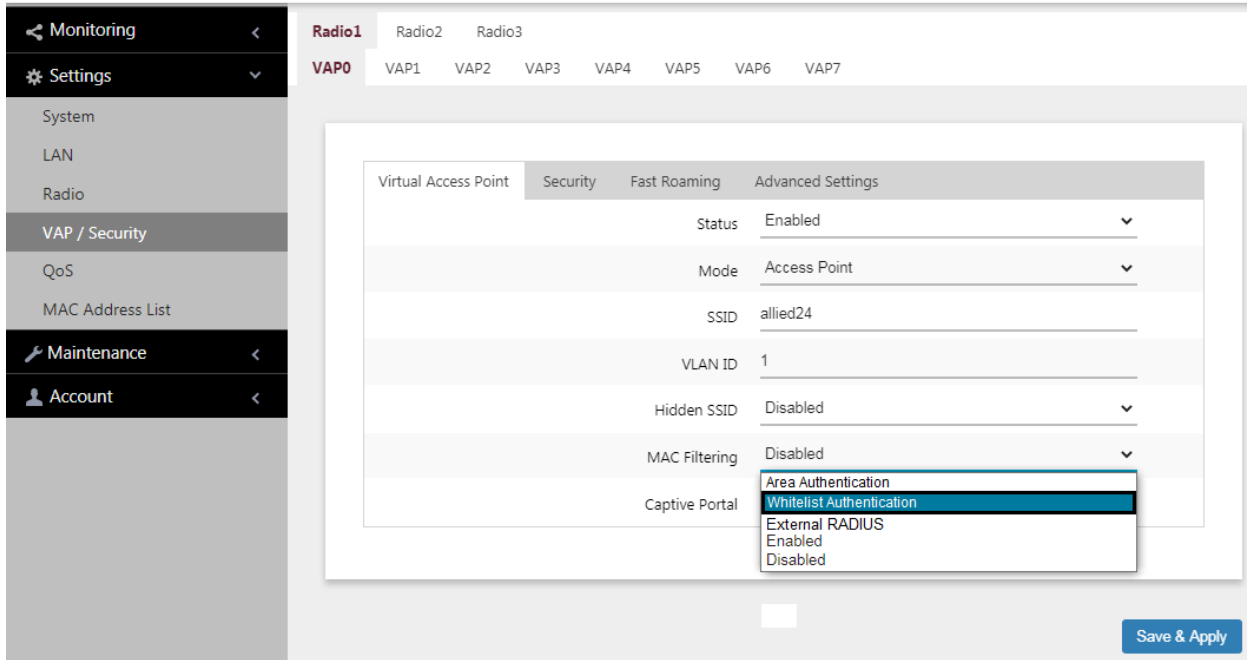 Monitoring
Radio1 Radio2 Radio3
Settings
VAP0 VAP1 VAP2 VAP3 VAP4 VAP5 VAP6 VAP7
System
LAN
Radio
VAP / Security
QoS
MAC Address List
Maintenance
Account
Virtual Access Point Security Fast Roaming Advanced Settings
Status Enabled
Mode Access Point
SSID allied24
VLAN ID 1
Hidden SSID Disabled
MAC Filtering Disabled
Captive Portal
Area Authentication
Whitelist Authentication
External RADIUS
Enabled
Disabled
Save & Apply